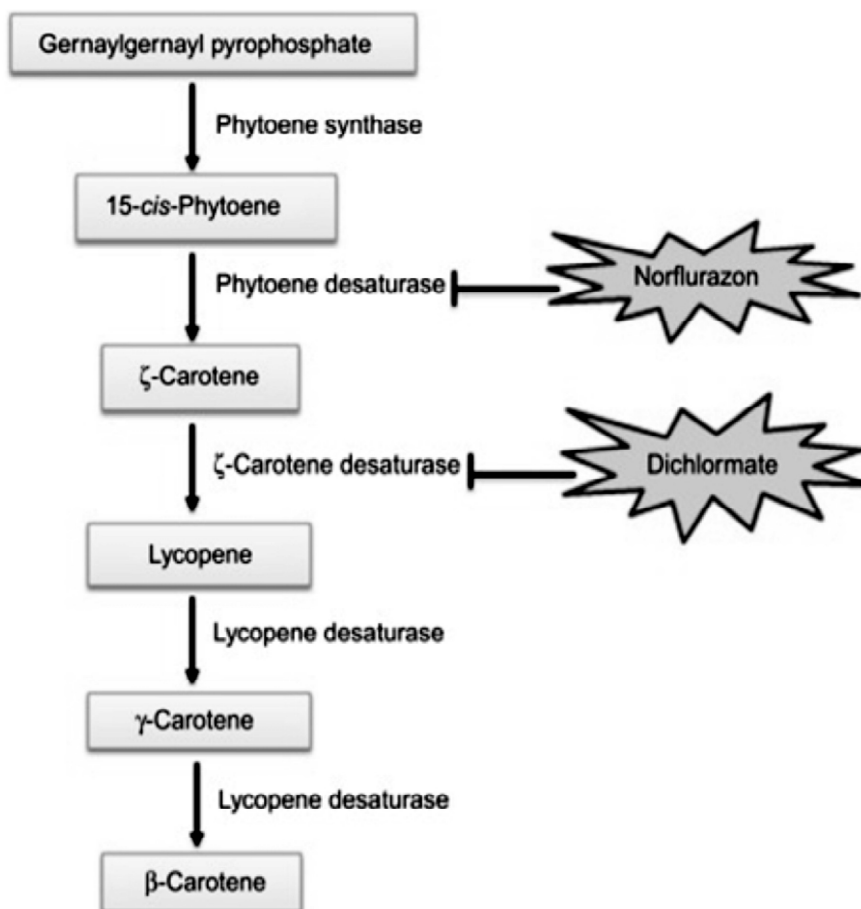 Gernaylgernayl pyrophosphate
Phytoene synthase
15-cis-Phytoene
Phytoene desaturase
Norflurazon
ζ-Carotene
ζ-Carotene desaturase
Dichlormate
Lycopene
Lycopene desaturase
γ-Carotene
Lycopene desaturase
β-Carotene